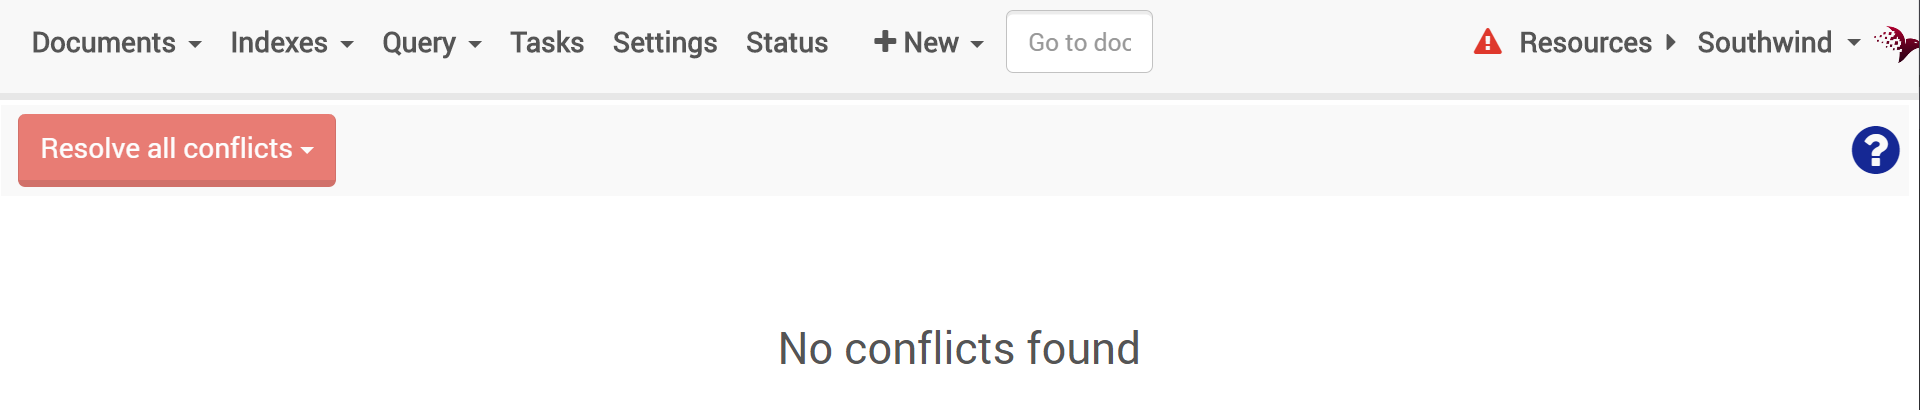 Documents Indexes Query Tasks Settings Status New Go to doc Resources Southwind
Resolve all conflicts
No conflicts found